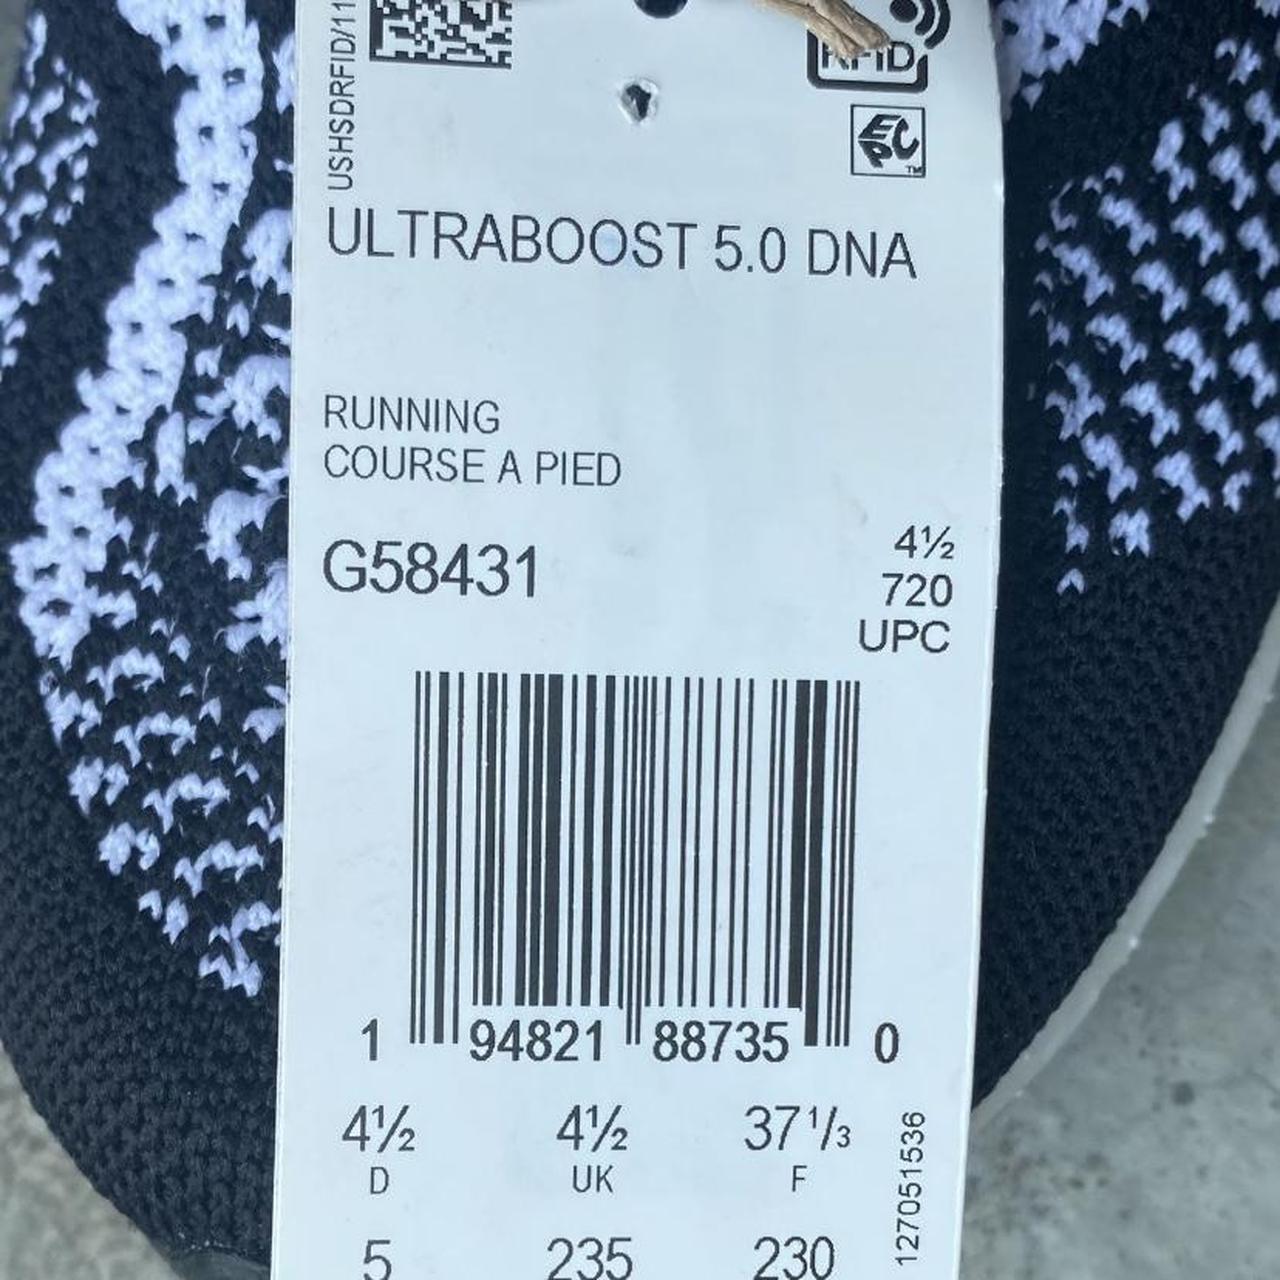 USHSDRFID/11
RFID
EPC
TM
ULTRABOOST 5.0 DNA
RUNNING
COURSE A PIED
G58431
4½
720
UPC
1 94821 88735 0
4½ 4½ 37 1/3
D UK F
5 235 230
127051536